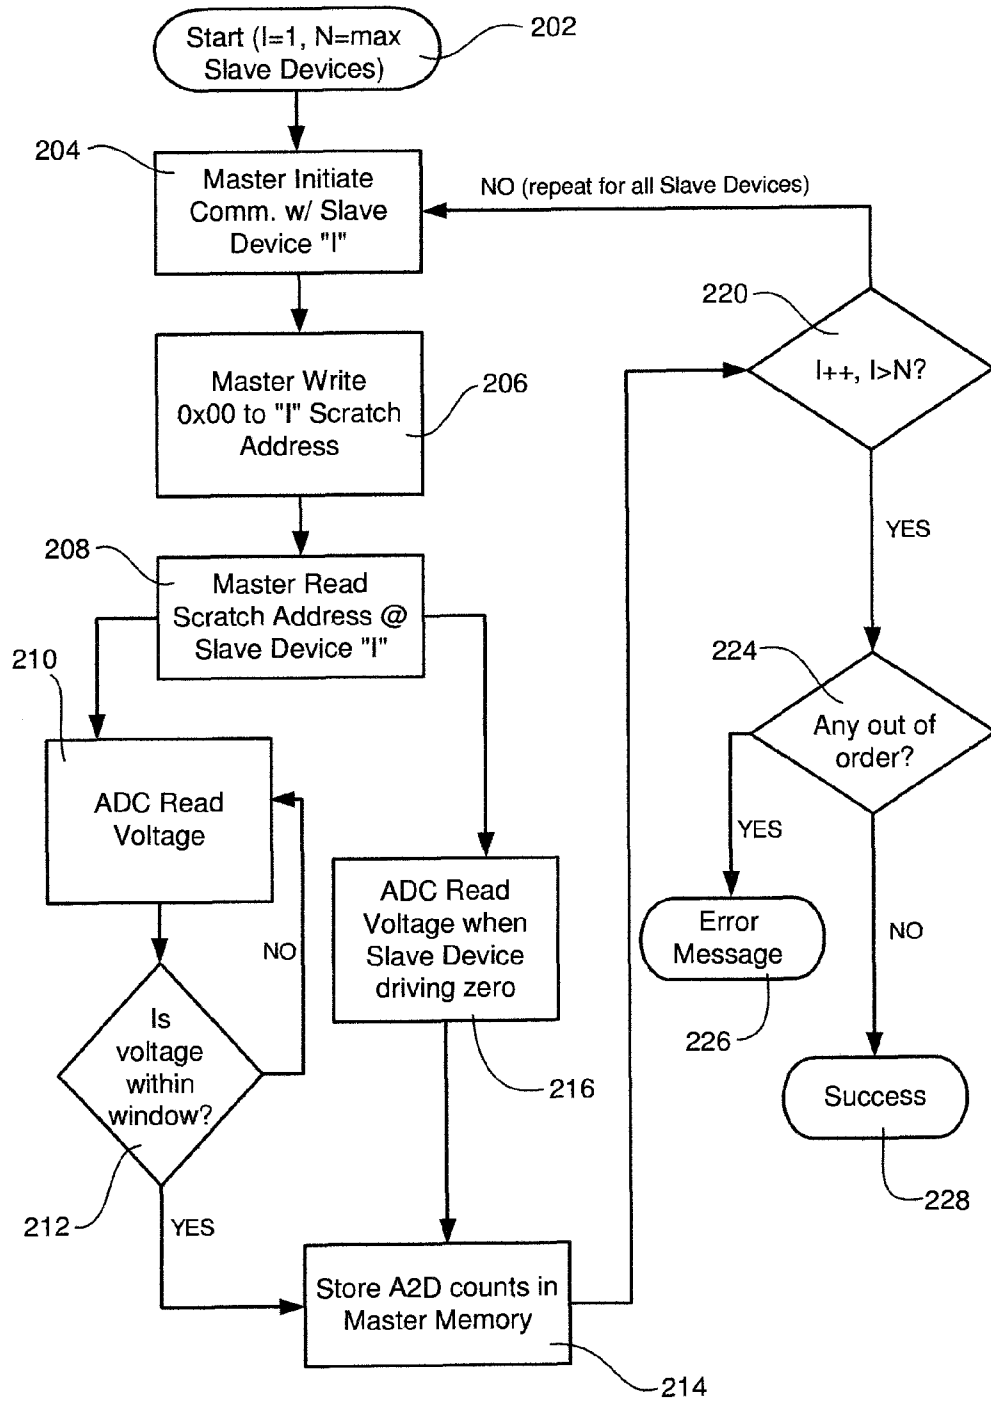 Start (I=1, N=max
Slave Devices)
202
204
Master Initiate
Comm. w/ Slave
Device "I"
NO (repeat for all Slave Devices)
220
I++, I>N?
Master Write
0x00 to "I" Scratch
Address
206
YES
208
Master Read
Scratch Address @
Slave Device "I"
210
224
Any out of
order?
ADC Read
Voltage
YES
ADC Read
Voltage when
Slave Device
driving zero
Error
Message
NO
NO
226
Is
voltage
within
window?
216
Success
212
YES
228
Store A2D counts in
Master Memory
214